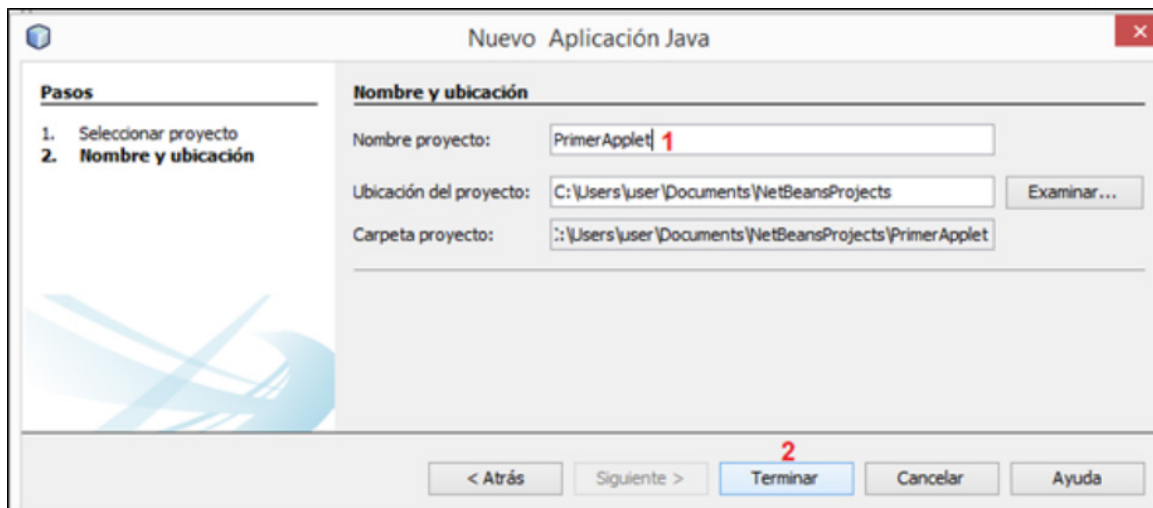 Nuevo Aplicación Java
Pasos
1. Seleccionar proyecto
2. Nombre y ubicación
Nombre y ubicación
Nombre proyecto: PrimerApplet 1
Ubicación del proyecto: C:\Users\user\Documents\NetBeansProjects Examinar...
Carpeta proyecto: :\Users\user\Documents\NetBeansProjects\PrimerApplet
2
< Atrás Siguiente > Terminar Cancelar Ayuda